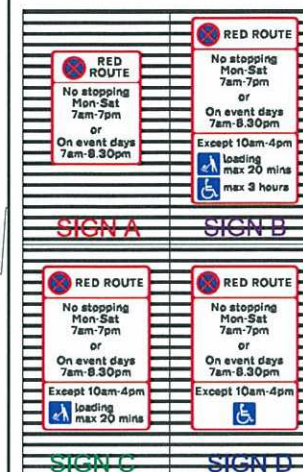 RED
ROUTE
No stopping
Mon-Sat
7am-7pm
or
On event days
7am-8.30pm
SIGN A
RED ROUTE
No stopping
Mon-Sat
7am-7pm
or
On event days
7am-8.30pm
Except 10am-4pm
loading
max 20 mins
max 3 hours
SIGN B
RED ROUTE
No stopping
Mon-Sat
7am-7pm
or
On event days
7am-8.30pm
Except 10am-4pm
loading
max 20 mins
SIGN C
RED ROUTE
No stopping
Mon-Sat
7am-7pm
or
On event days
7am-8.30pm
Except 10am-4pm
SIGN D